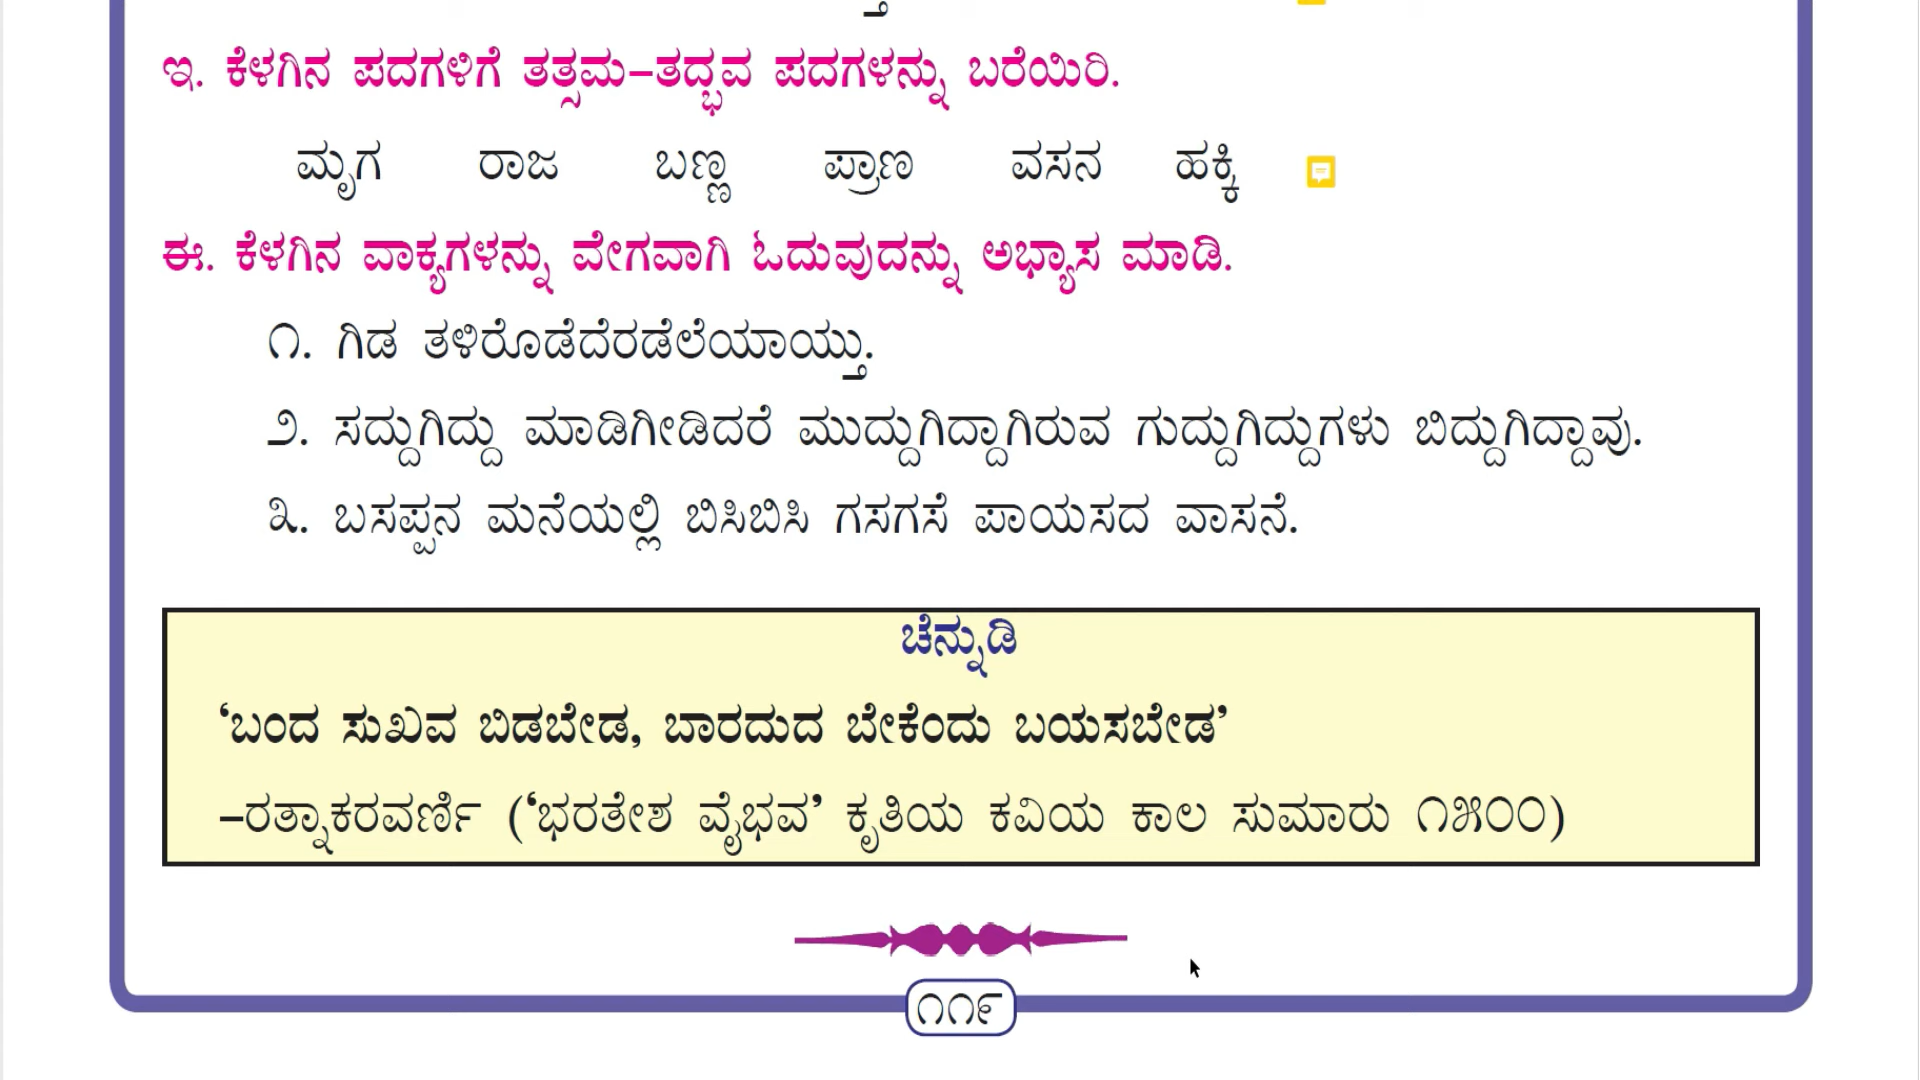 ಇ. ಕೆಳಗಿನ ಪದಗಳಿಗೆ ತತ್ಸಮ–ತದ್ಭವ ಪದಗಳನ್ನು ಬರೆಯಿರಿ.
ಮೃಗ ರಾಜ ಬಣ್ಣ ಪ್ರಾಣ ವಸನ ಹಕ್ಕಿ
ಈ. ಕೆಳಗಿನ ವಾಕ್ಯಗಳನ್ನು ವೇಗವಾಗಿ ಓದುವುದನ್ನು ಅಭ್ಯಾಸ ಮಾಡಿ.
೧. ಗಿಡ ತಳಿರೊಡೆದೆರಡೆಲೆಯಾಯ್ತು.
೨. ಸದ್ದುಗಿದ್ದು ಮಾಡಿಗೀಡಿದರೆ ಮುದ್ದುಗಿದ್ದಾಗಿರುವ ಗುದ್ದುಗಿದ್ದುಗಳು ಬಿದ್ದುಗಿದ್ದಾವು.
೩. ಬಸಪ್ಪನ ಮನೆಯಲ್ಲಿ ಬಿಸಿಬಿಸಿ ಗಸಗಸೆ ಪಾಯಸದ ವಾಸನೆ.
ಚೆನ್ನುಡಿ
‘ಬಂದ ಸುಖವ ಬಿಡಬೇಡ, ಬಾರದುದ ಬೇಕೆಂದು ಬಯಸಬೇಡ’
–ರತ್ನಾಕರವರ್ಣಿ (‘ಭರತೇಶ ವೈಭವ’ ಕೃತಿಯ ಕವಿಯ ಕಾಲ ಸುಮಾರು ೧೫೦೦)
೧೧೯